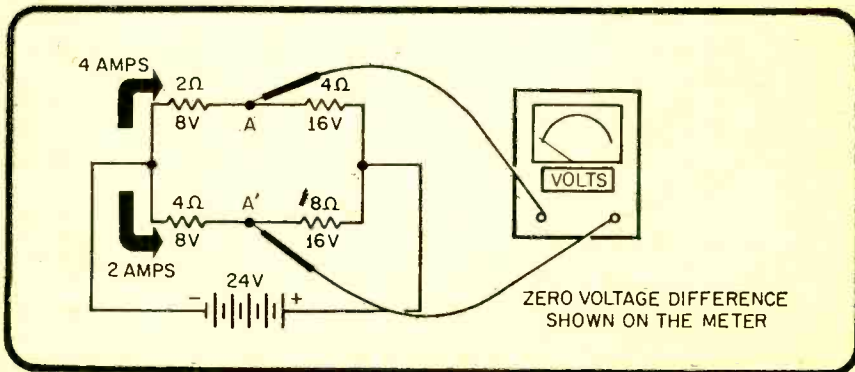 4 AMPS
2Ω
4Ω
8V
A
16V
VOLTS
4Ω
A'
8Ω
8V
16V
2 AMPS
24V
- +
ZERO VOLTAGE DIFFERENCE
SHOWN ON THE METER